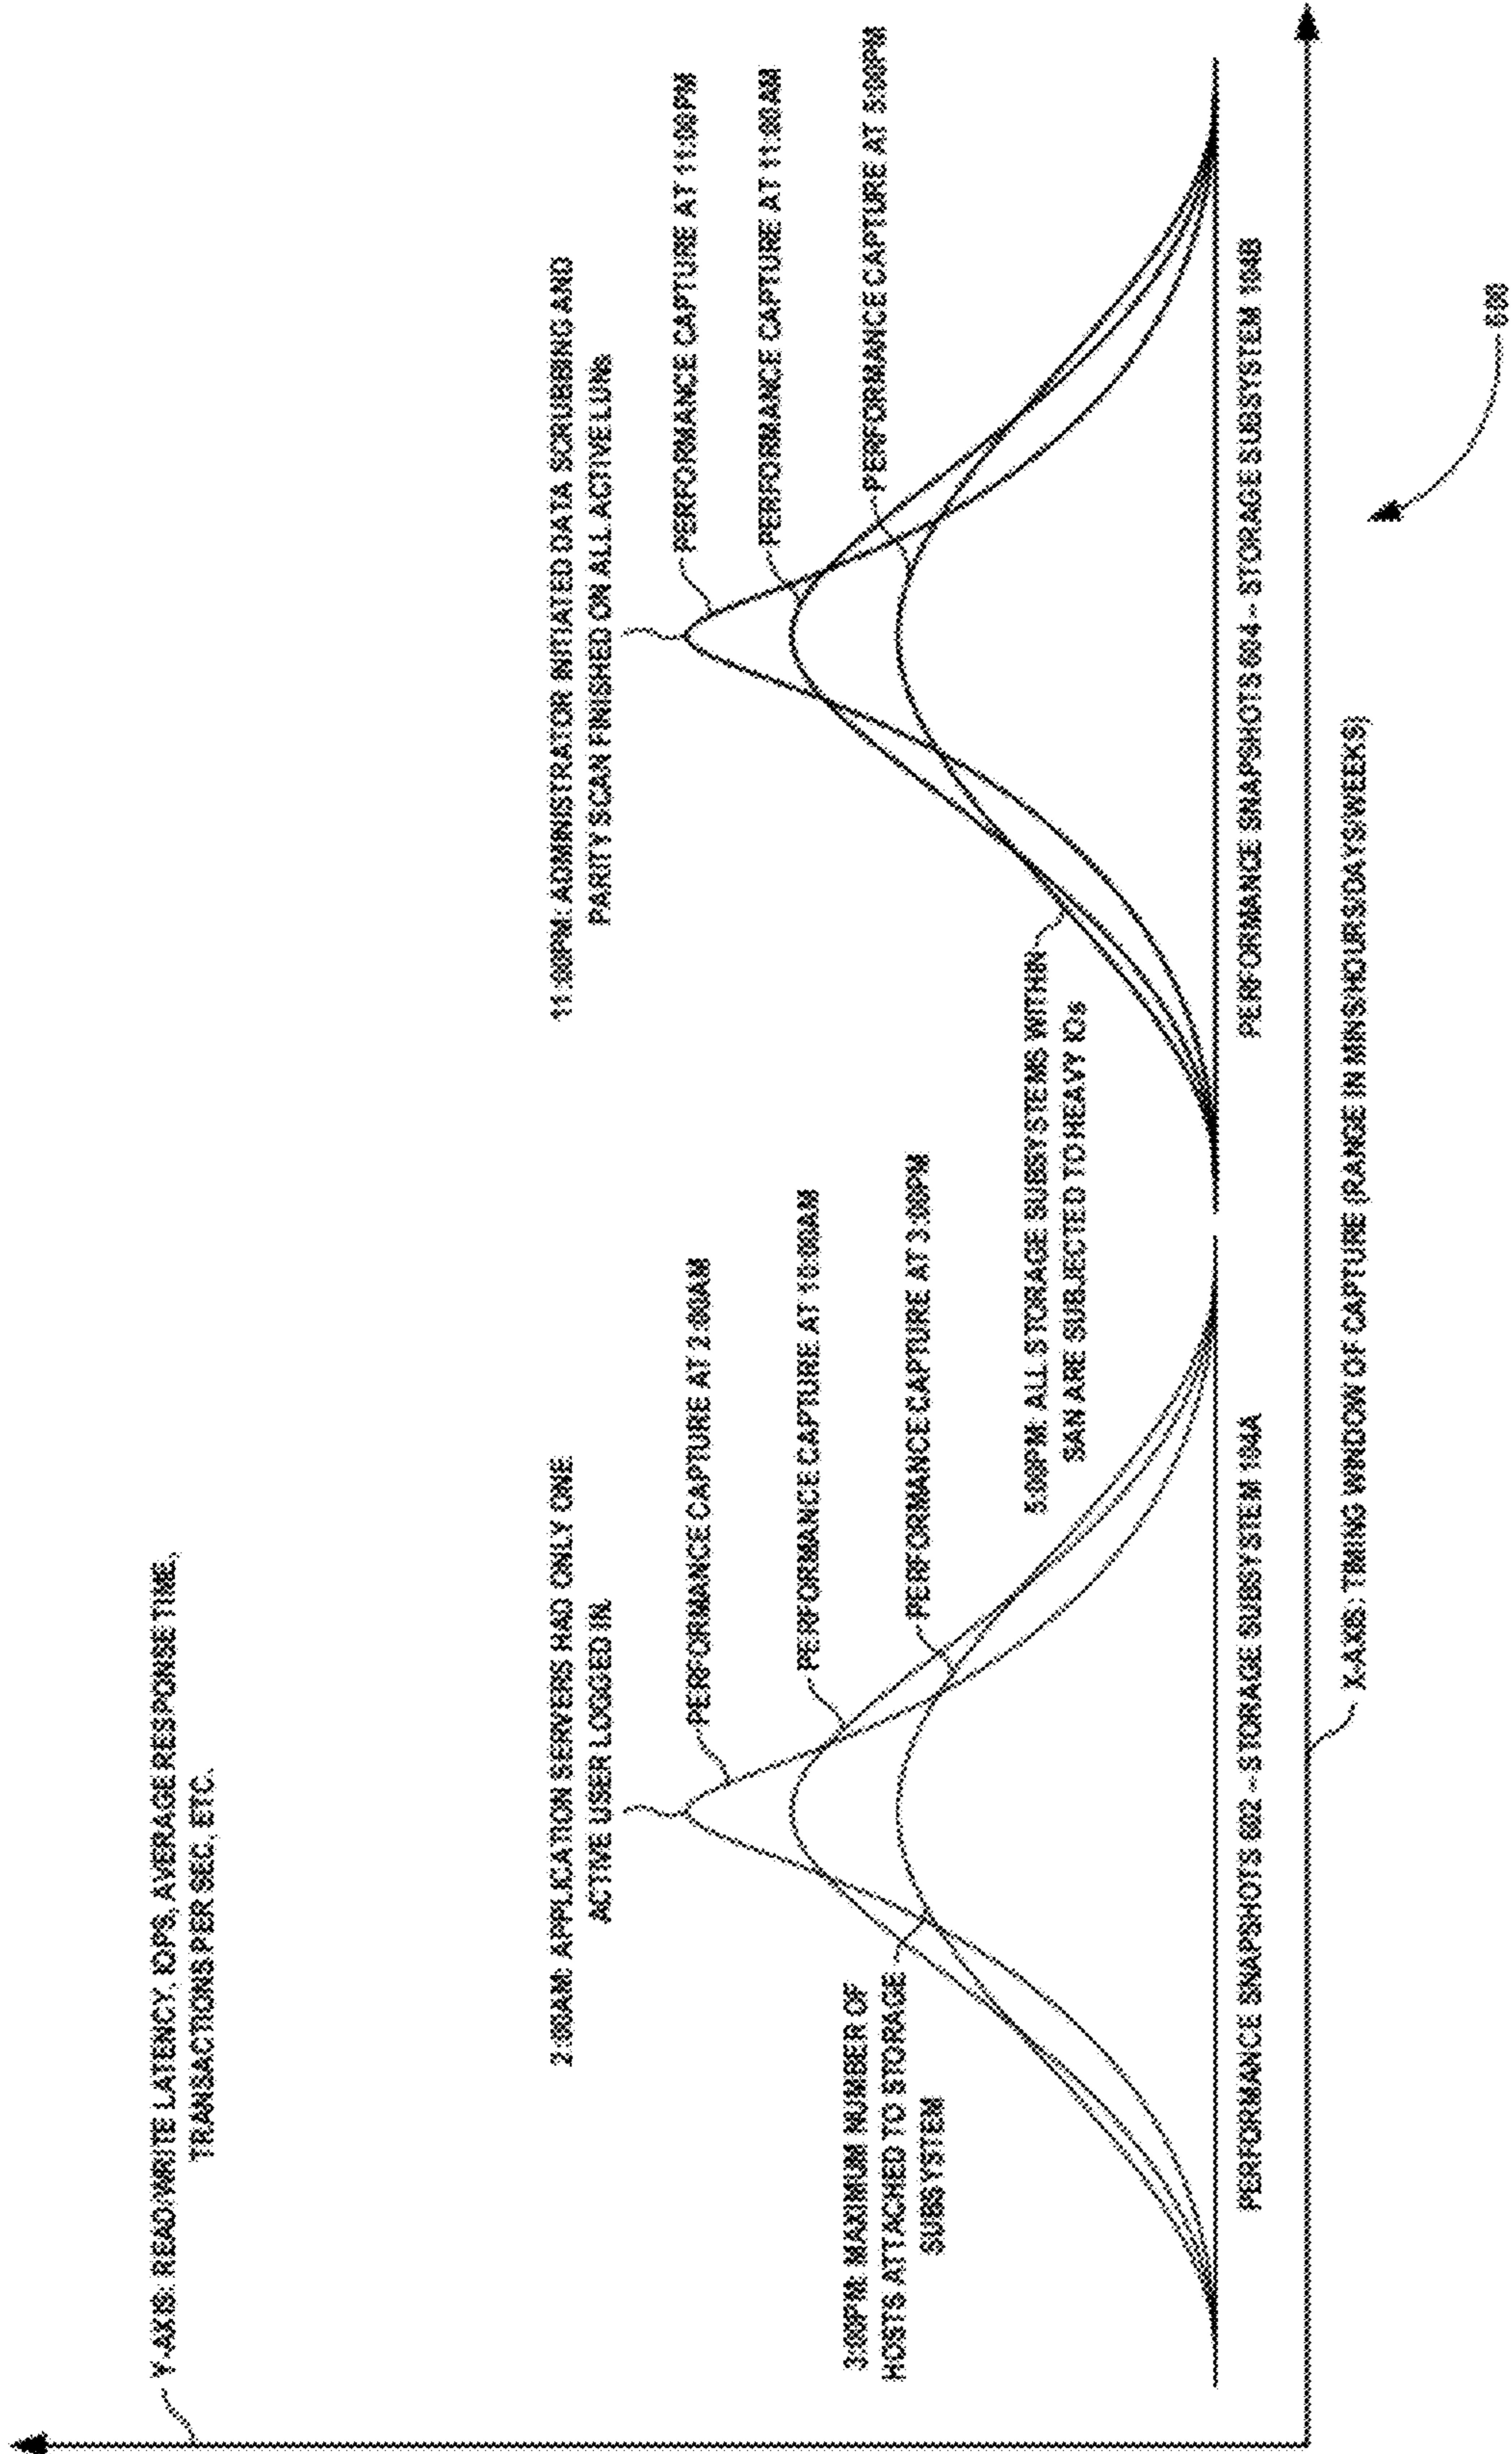 Y-AXIS: READ/WRITE LATENCY, IOPS, AVERAGE RESPONSE TIME,
TRANSACTIONS PER SEC, ETC.
2:00AM: APPLICATION SERVERS HAD ONLY ONE
ACTIVE USER LOGGED IN.
PERFORMANCE CAPTURE AT 2:00AM
PERFORMANCE CAPTURE AT 10:00AM
PERFORMANCE CAPTURE AT 3:00PM
3:00PM: MAXIMUM NUMBER OF
HOSTS ATTACHED TO STORAGE
SUBSYSTEM
11:00PM: ADMINISTRATOR INITIATED DATA SCRUBBING AND
PARITY SCAN FINISHED ON ALL ACTIVE LUNs
PERFORMANCE CAPTURE AT 11:00PM
PERFORMANCE CAPTURE AT 11:00AM
PERFORMANCE CAPTURE AT 5:00PM
5:00PM: ALL STORAGE SUBSYSTEMS WITHIN
SAN ARE SUBJECTED TO HEAVY IOs
PERFORMANCE SNAPSHOTS 602 -- STORAGE SUBSYSTEM 104A
PERFORMANCE SNAPSHOTS 604 -- STORAGE SUBSYSTEM 104B
X-AXIS: TIMING WINDOW OF CAPTURE (RANGE IN MINS/HOURS/DAYS/WEEKS)